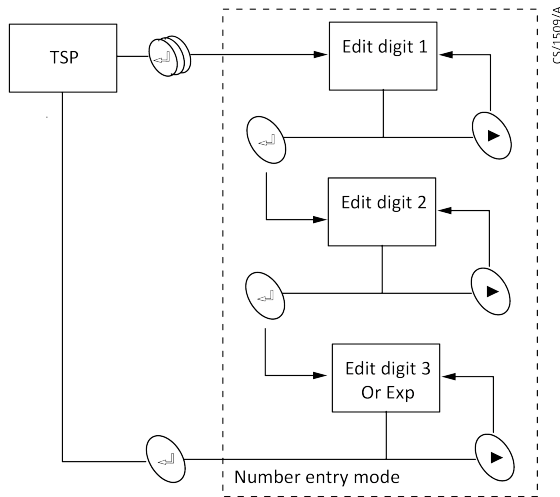 TSP
Edit digit 1
Edit digit 2
Edit digit 3
Or Exp
Number entry mode
CS/1509/A